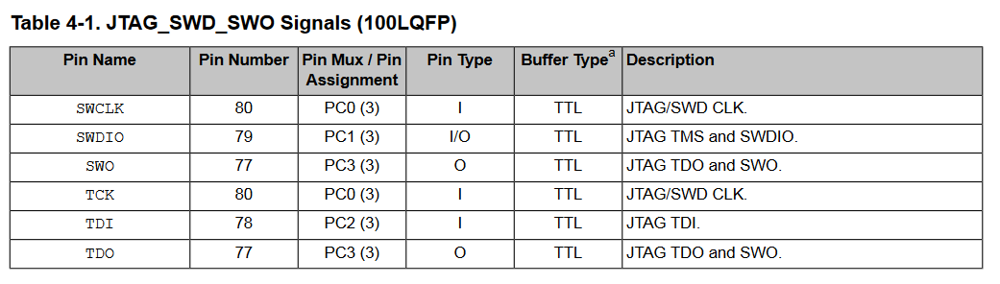 Table 4-1. JTAG_SWD_SWO Signals (100LQFP)
Pin Name Pin Number Pin Mux / Pin Assignment Pin Type Buffer Typeᵃ Description
SWCLK 80 PC0 (3) I TTL JTAG/SWD CLK.
SWDIO 79 PC1 (3) I/O TTL JTAG TMS and SWDIO.
SWO 77 PC3 (3) O TTL JTAG TDO and SWO.
TCK 80 PC0 (3) I TTL JTAG/SWD CLK.
TDI 78 PC2 (3) I TTL JTAG TDI.
TDO 77 PC3 (3) O TTL JTAG TDO and SWO.